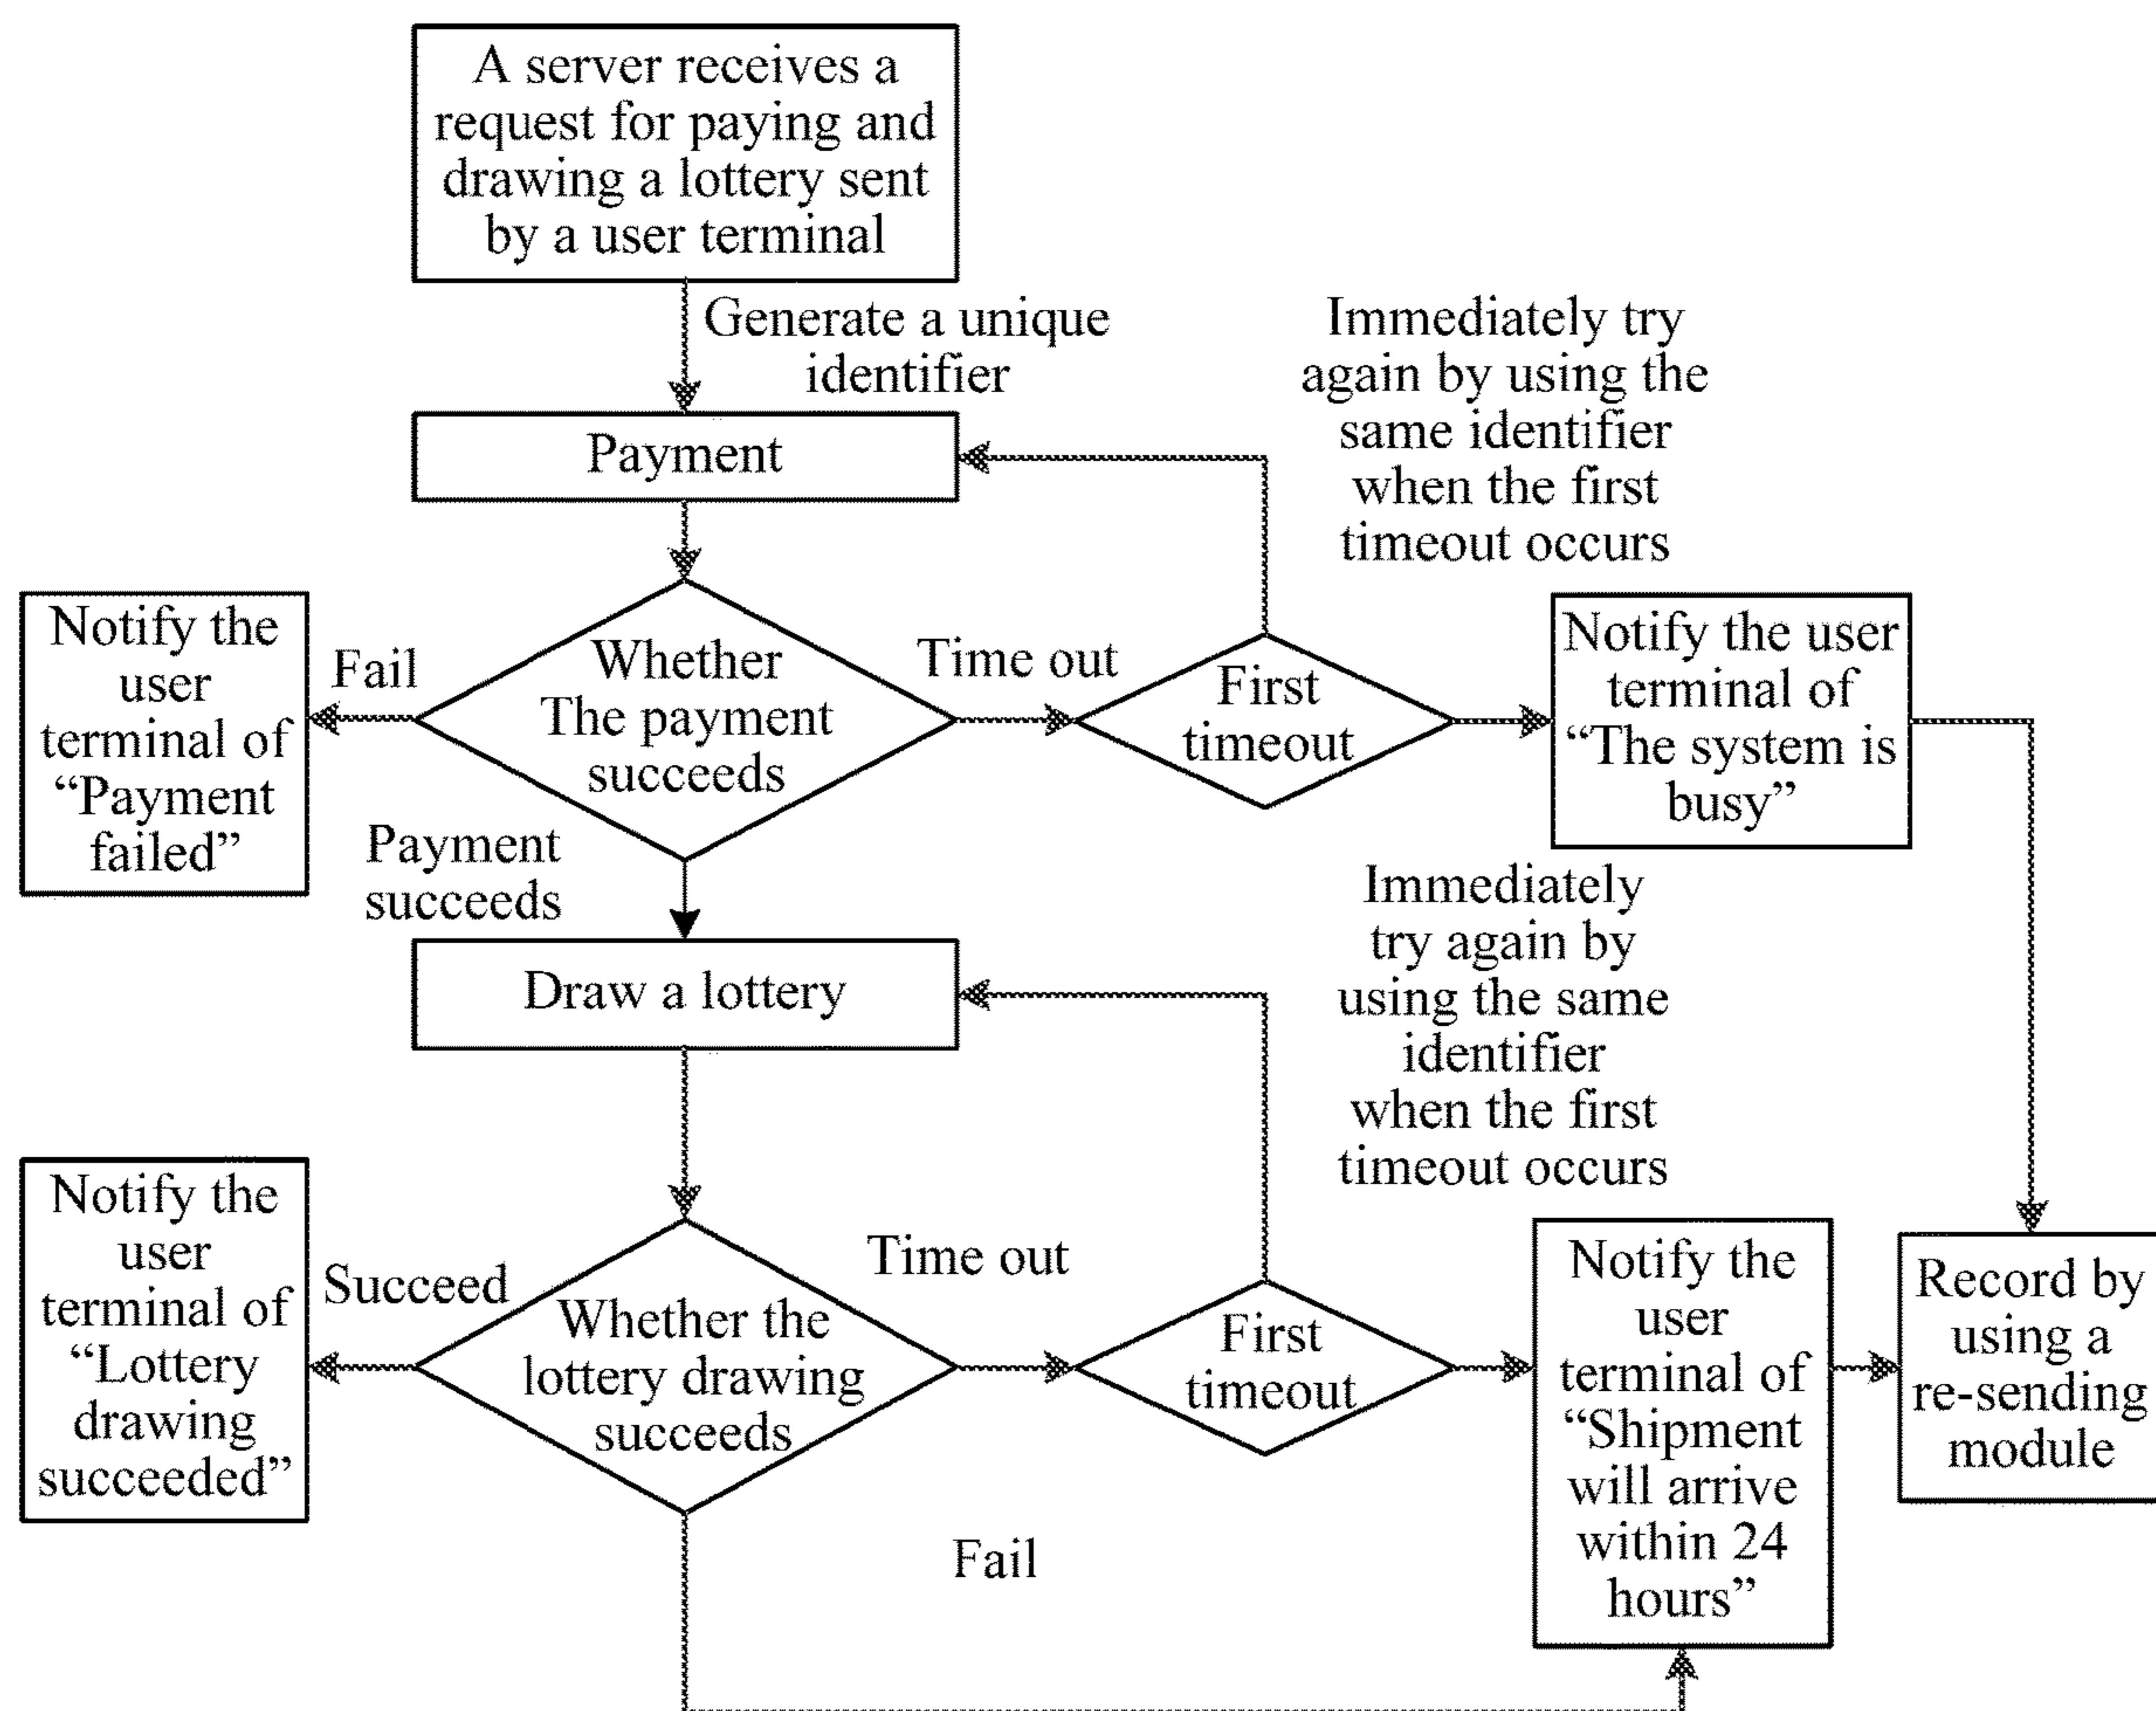 A server receives a
request for paying and
drawing a lottery sent
by a user terminal
Generate a unique
identifier
Immediately try
again by using the
same identifier
when the first
timeout occurs
Payment
Notify the
user
terminal of
“Payment
failed”
Fail
Whether
The payment
succeeds
Time out
First
timeout
Notify the user
terminal of
“The system is
busy”
Payment
succeeds
Immediately
try again by
using the same
identifier
when the first
timeout occurs
Draw a lottery
Notify the
user
terminal of
“Lottery
drawing
succeeded”
Succeed
Whether the
lottery drawing
succeeds
Time out
First
timeout
Notify the
user
terminal of
“Shipment
will arrive
within 24
hours”
Record by
using a
re-sending
module
Fail